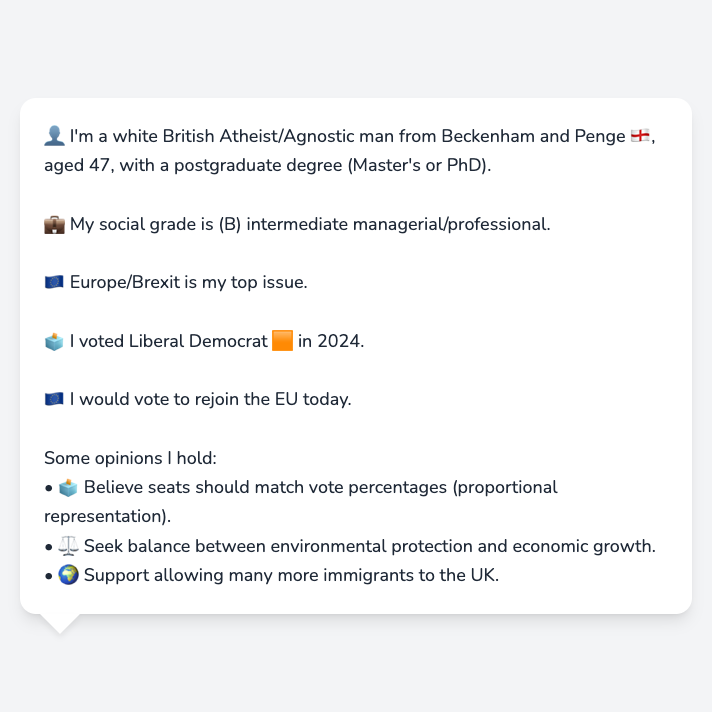 👤 I'm a white British Atheist/Agnostic man from Beckenham and Penge 🏴󠁧󠁢󠁥󠁮󠁧󠁿,
aged 47, with a postgraduate degree (Master's or PhD).
💼 My social grade is (B) intermediate managerial/professional.
🇪🇺 Europe/Brexit is my top issue.
🗳️ I voted Liberal Democrat 🟧 in 2024.
🇪🇺 I would vote to rejoin the EU today.
Some opinions I hold:
• 🗳️ Believe seats should match vote percentages (proportional
representation).
• ⚖️ Seek balance between environmental protection and economic growth.
• 🌍 Support allowing many more immigrants to the UK.